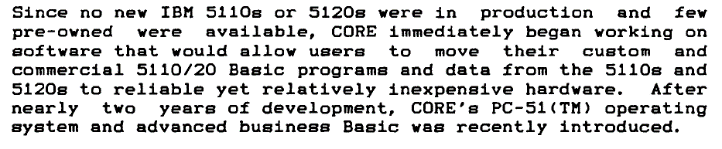 Since no new IBM 5110s or 5120s were in production and few
pre-owned were available, CORE immediately began working on
software that would allow users to move their custom and
commercial 5110/20 Basic programs and data from the 5110s and
5120s to reliable yet relatively inexpensive hardware. After
nearly two years of development, CORE's PC-51(TM) operating
system and advanced business Basic was recently introduced.